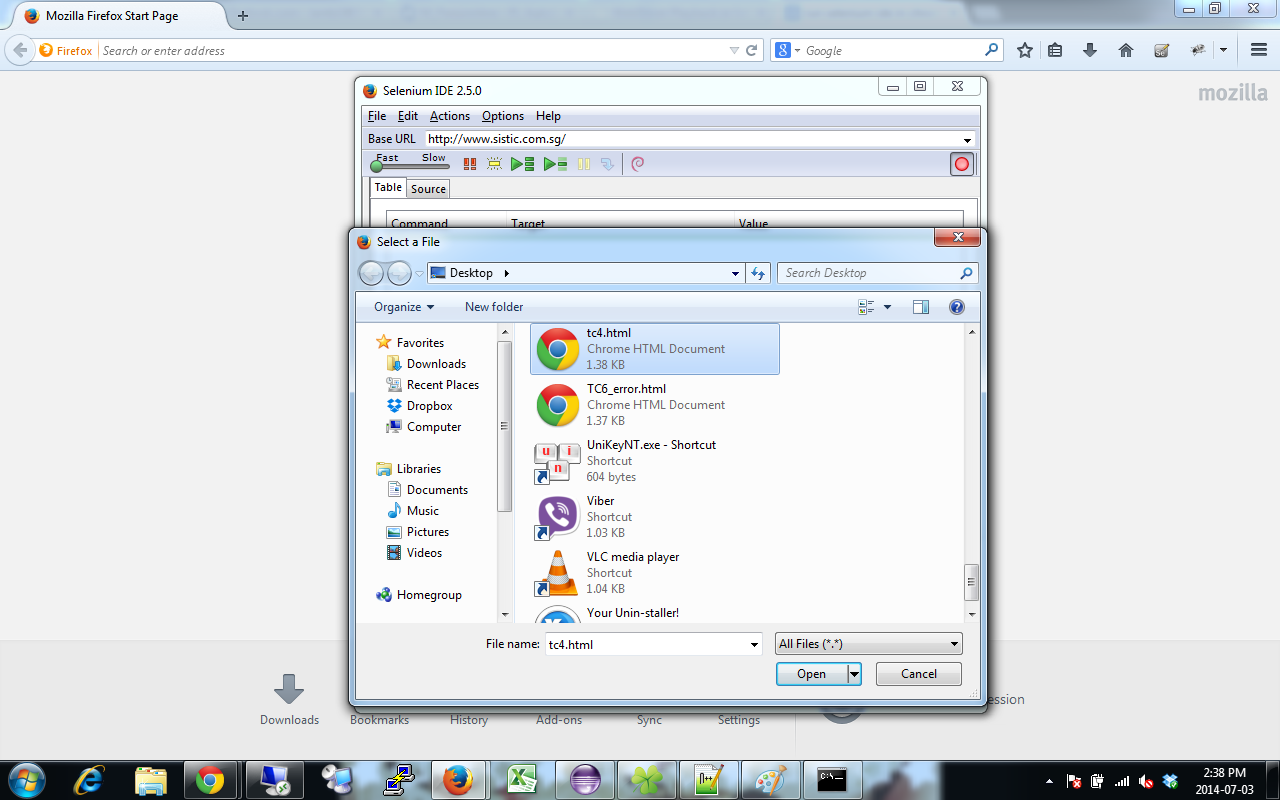 Mozilla Firefox Start Page
Firefox Search or enter address
Google
mozilla
Selenium IDE 2.5.0
File Edit Actions Options Help
Base URL http://www.sistic.com.sg/
Fast Slow
Table Source
Command Target Value
Select a File
Desktop
Search Desktop
Organize New folder
Favorites
Downloads
Recent Places
Dropbox
Computer
Libraries
Documents
Music
Pictures
Videos
Homegroup
tc4.html
Chrome HTML Document
1.38 KB
TC6_error.html
Chrome HTML Document
1.37 KB
UniKeyNT.exe - Shortcut
Shortcut
604 bytes
Viber
Shortcut
1.03 KB
VLC media player
Shortcut
1.04 KB
Your Unin-staller!
File name: tc4.html All Files (*.*)
Open Cancel
Downloads Bookmarks History Add-ons Sync Settings
ession
2:38 PM
2014-07-03